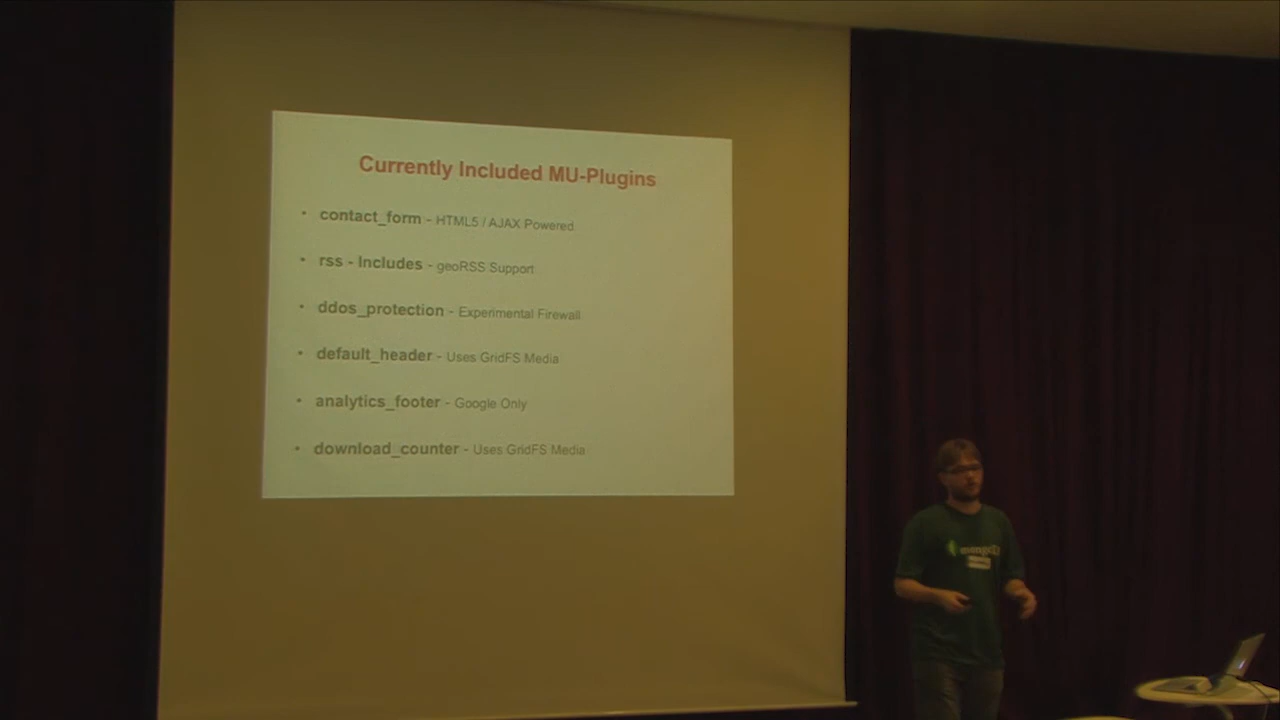 Currently Included MU-Plugins
• contact_form - HTML5 / AJAX Powered
• rss - Includes - geoRSS Support
• ddos_protection - Experimental Firewall
• default_header - Uses GridFS Media
• analytics_footer - Google Only
• download_counter - Uses GridFS Media
mongoDB